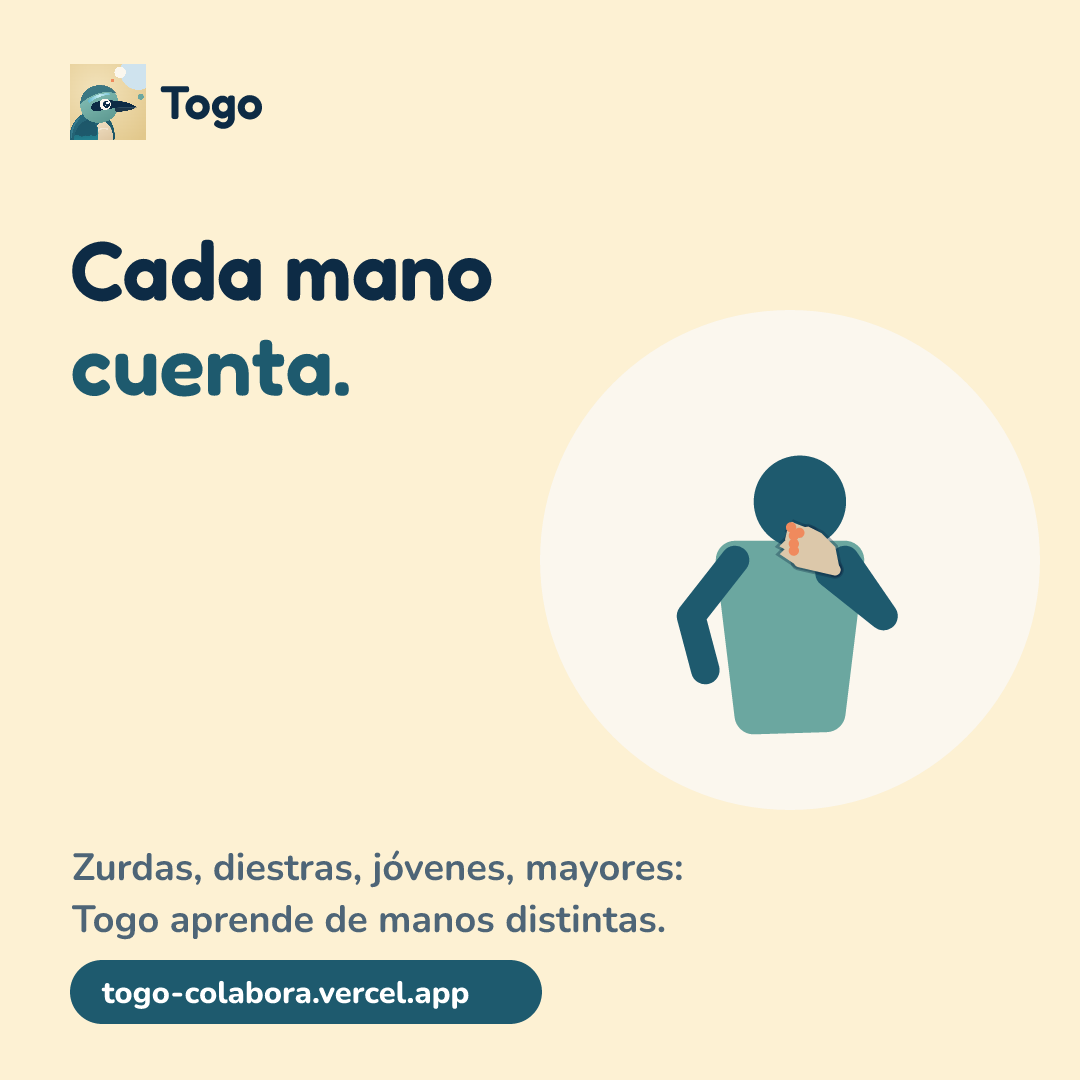 Togo
Cada mano
cuenta.
Zurdas, diestras, jóvenes, mayores:
Togo aprende de manos distintas.
togo-colabora.vercel.app